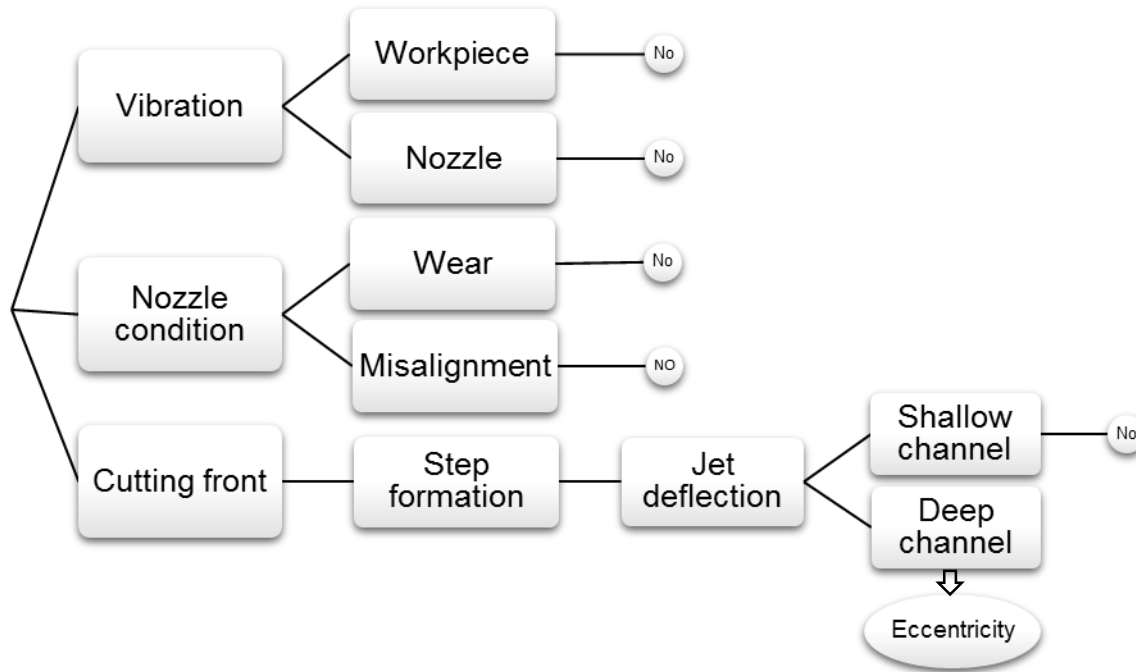 Vibration
Workpiece
No
Nozzle
No
Nozzle
condition
Wear
No
Misalignment
NO
Cutting front
Step
formation
Jet
deflection
Shallow
channel
No
Deep
channel
Eccentricity